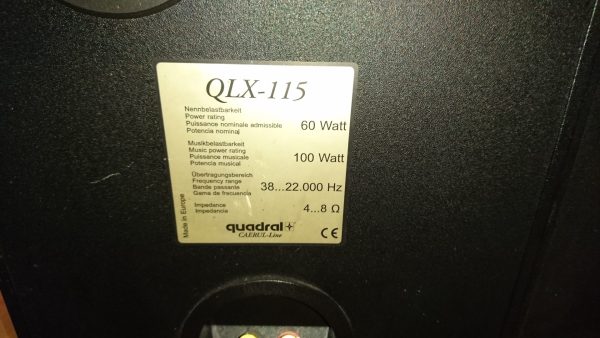 QLX-115
Nennbelastbarkeit
Power rating
Puissance nominale admissible 60 Watt
Potencia nominal
Musikbelastbarkeit
Music power rating
Puissance musicale 100 Watt
Potencia musical
Übertragungsbereich
Frequency range
Bande passante 38...22.000 Hz
Gama de frecuencia
Impedance 4...8 Ω
Impedancia
quadral
CAERUL-Line
CE
Made in Europe